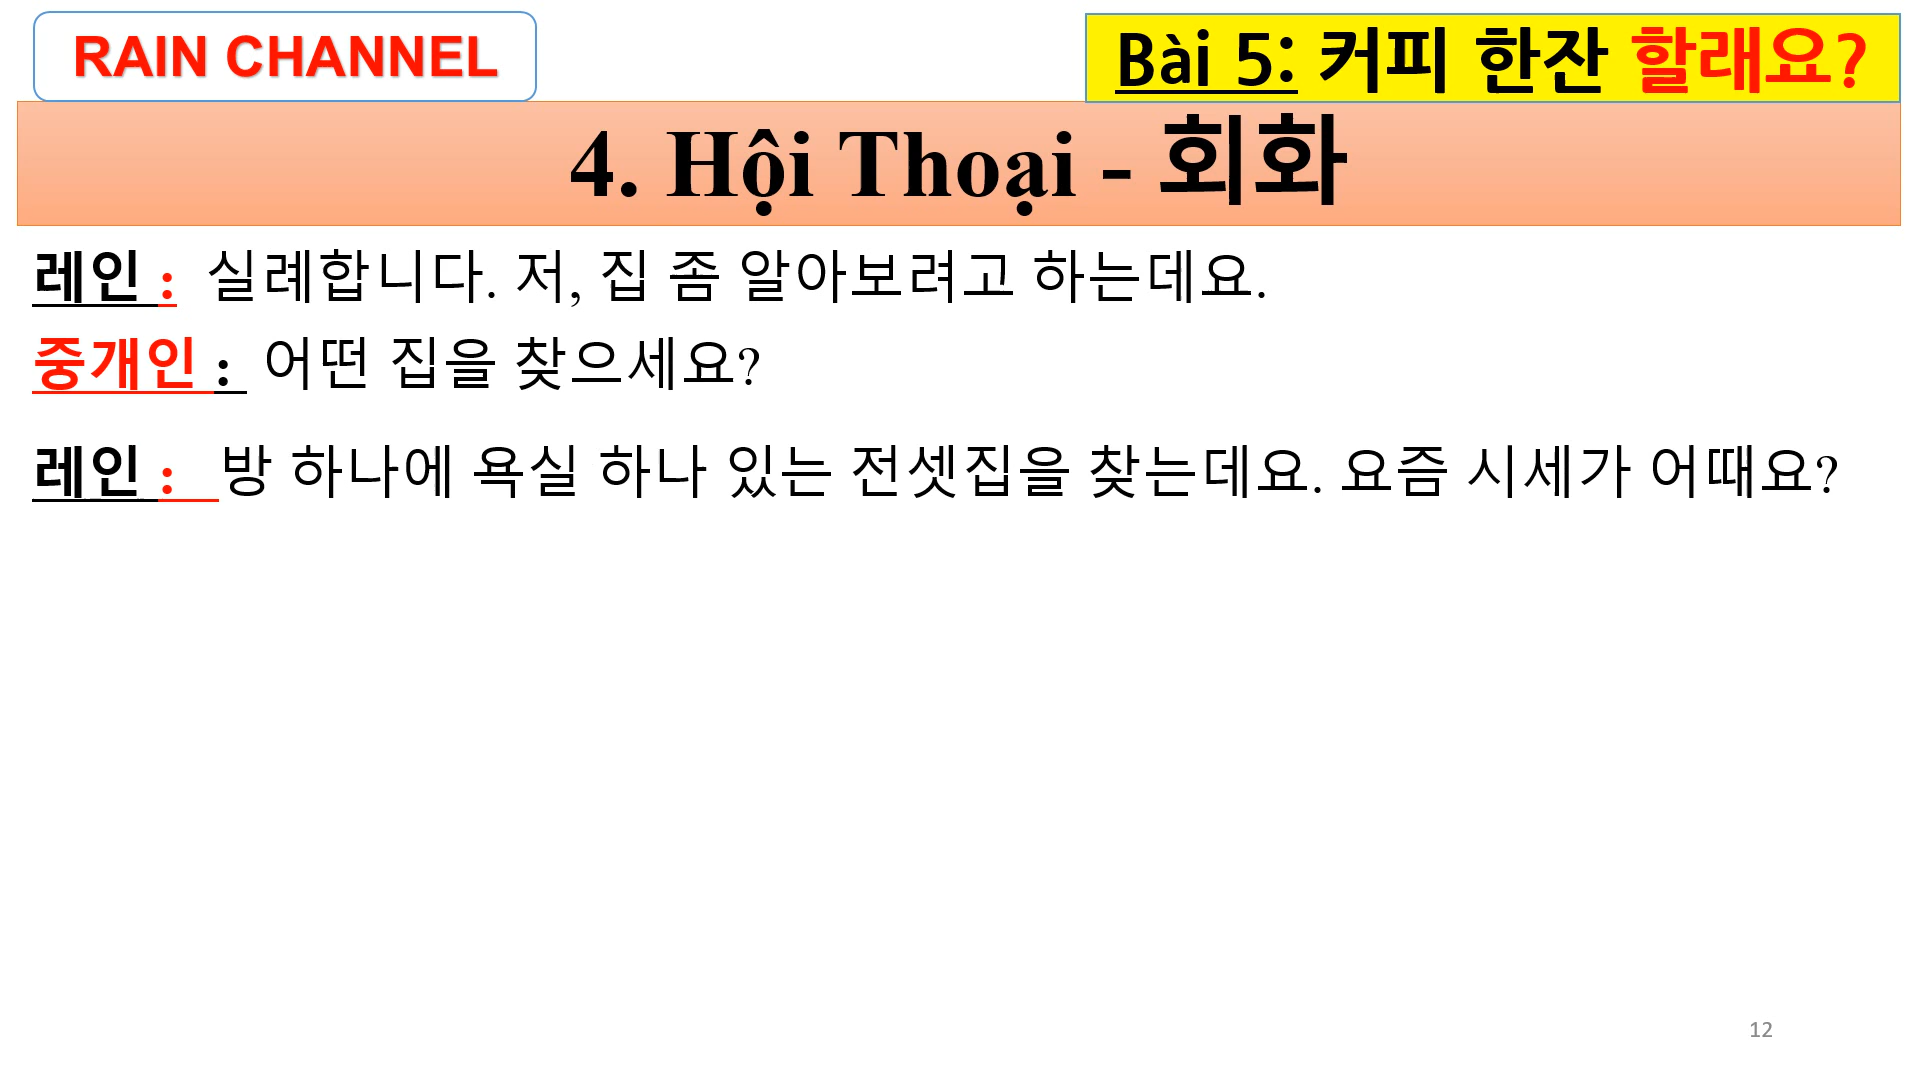 RAIN CHANNEL
Bài 5: 커피 한잔 할래요?
4. Hội Thoại - 회화
레인 : 실례합니다. 저, 집 좀 알아보려고 하는데요.
중개인 : 어떤 집을 찾으세요?
레인 : 방 하나에 욕실 하나 있는 전셋집을 찾는데요. 요즘 시세가 어때요?
12